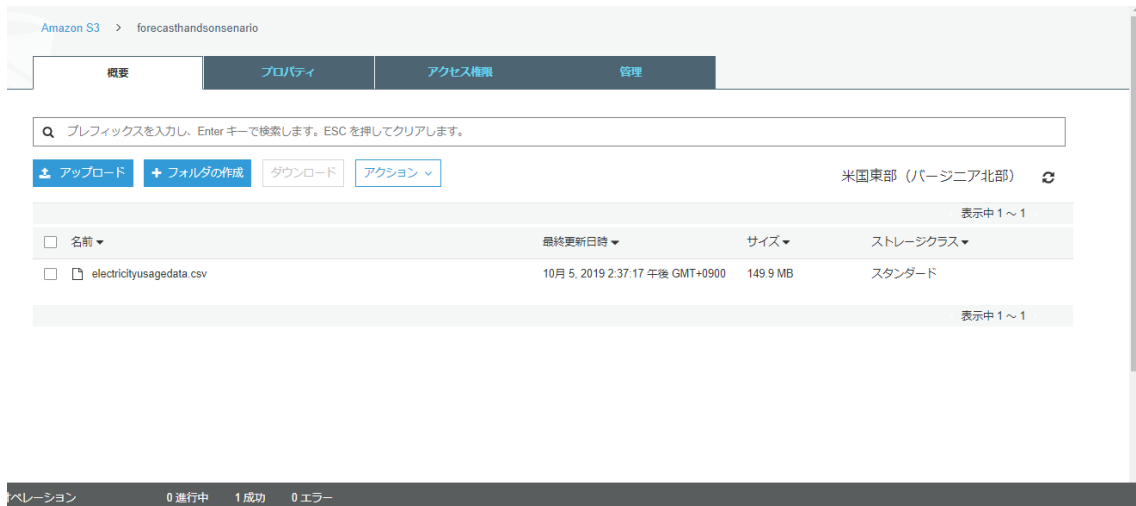 Amazon S3 > forecasthandsonsenario
概要 プロパティ アクセス権限 管理
プレフィックスを入力し、Enter キーで検索します。ESC を押してクリアします。
アップロード + フォルダの作成 ダウンロード アクション
米国東部（バージニア北部）
表示中 1 ～ 1
名前 最終更新日時 サイズ ストレージクラス
electricityusagedata.csv 10月 5, 2019 2:37:17 午後 GMT+0900 149.9 MB スタンダード
表示中 1 ～ 1
ペレーション 0 進行中 1 成功 0 エラー